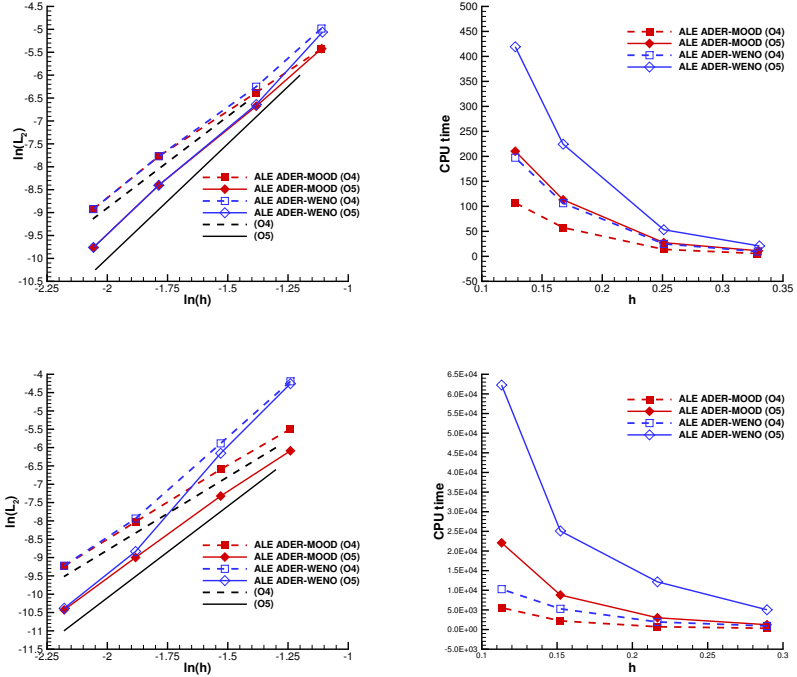 -4.5
-5
-5.5
-6
-6.5
-7
-7.5
-8
-8.5
-9
-9.5
-10
-10.5
ln(L2)
-2.25 -2 -1.75 -1.5 -1.25 -1
ln(h)
ALE ADER-MOOD (O4)
ALE ADER-MOOD (O5)
ALE ADER-WENO (O4)
ALE ADER-WENO (O5)
(O4)
(O5)
500
450
400
350
300
250
200
150
100
50
0
-50
CPU time
0.1 0.15 0.2 0.25 0.3 0.35
h
ALE ADER-MOOD (O4)
ALE ADER-MOOD (O5)
ALE ADER-WENO (O4)
ALE ADER-WENO (O5)
-4
-4.5
-5
-5.5
-6
-6.5
-7
-7.5
-8
-8.5
-9
-9.5
-10
-10.5
-11
-11.5
ln(L2)
-2.25 -2 -1.75 -1.5 -1.25 -1
ln(h)
ALE ADER-MOOD (O4)
ALE ADER-MOOD (O5)
ALE ADER-WENO (O4)
ALE ADER-WENO (O5)
(O4)
(O5)
6.5E+04
6.0E+04
5.5E+04
5.0E+04
4.5E+04
4.0E+04
3.5E+04
3.0E+04
2.5E+04
2.0E+04
1.5E+04
1.0E+04
5.0E+03
0.0E+00
-5.0E+03
CPU time
0.1 0.15 0.2 0.25 0.3
h
ALE ADER-MOOD (O4)
ALE ADER-MOOD (O5)
ALE ADER-WENO (O4)
ALE ADER-WENO (O5)